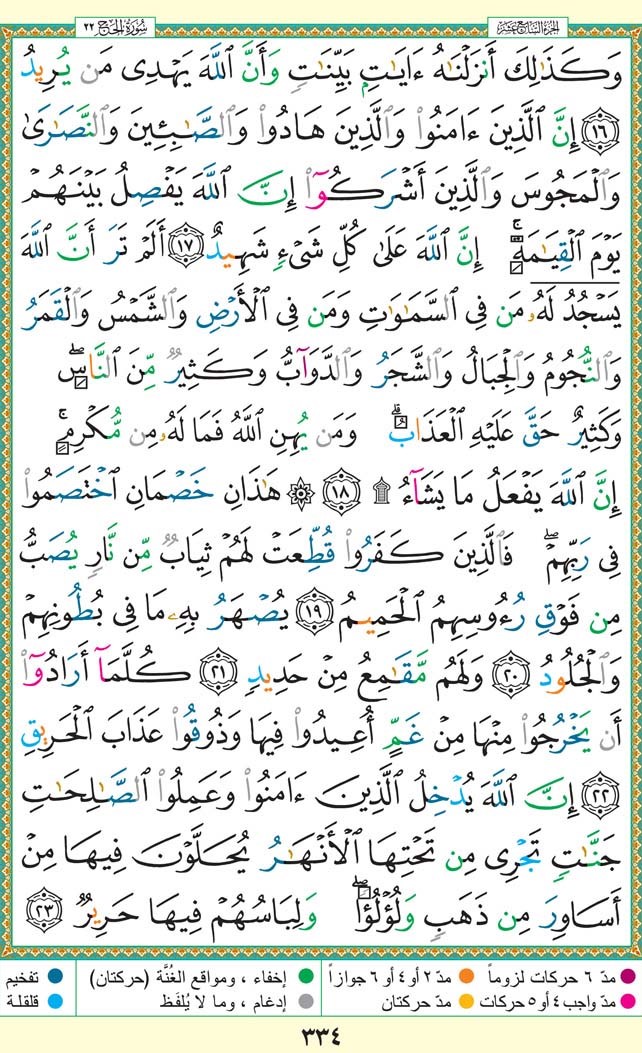 الجزء السابع عشر
سُورَةُ الحَجّ ٢٢
وَكَذَٰلِكَ أَنزَلْنَٰهُ ءَايَٰتٍۭ بَيِّنَٰتٍ وَأَنَّ ٱللَّهَ يَهْدِى مَن يُرِيدُ
﴿١٦﴾ إِنَّ ٱلَّذِينَ ءَامَنُوا۟ وَٱلَّذِينَ هَادُوا۟ وَٱلصَّٰبِـِٔينَ وَٱلنَّصَٰرَىٰ
وَٱلْمَجُوسَ وَٱلَّذِينَ أَشْرَكُوٓا۟ إِنَّ ٱللَّهَ يَفْصِلُ بَيْنَهُمْ
يَوْمَ ٱلْقِيَٰمَةِ ۚ إِنَّ ٱللَّهَ عَلَىٰ كُلِّ شَىْءٍ شَهِيدٌ ﴿١٧﴾ أَلَمْ تَرَ أَنَّ ٱللَّهَ
يَسْجُدُ لَهُۥ مَن فِى ٱلسَّمَٰوَٰتِ وَمَن فِى ٱلْأَرْضِ وَٱلشَّمْسُ وَٱلْقَمَرُ
وَٱلنُّجُومُ وَٱلْجِبَالُ وَٱلشَّجَرُ وَٱلدَّوَآبُّ وَكَثِيرٌ مِّنَ ٱلنَّاسِ ۖ
وَكَثِيرٌ حَقَّ عَلَيْهِ ٱلْعَذَابُ ۗ وَمَن يُهِنِ ٱللَّهُ فَمَا لَهُۥ مِن مُّكْرِمٍ ۚ
إِنَّ ٱللَّهَ يَفْعَلُ مَا يَشَآءُ ۩ ﴿١٨﴾ ۞ هَٰذَانِ خَصْمَانِ ٱخْتَصَمُوا۟
فِى رَبِّهِمْ ۖ فَٱلَّذِينَ كَفَرُوا۟ قُطِّعَتْ لَهُمْ ثِيَابٌ مِّن نَّارٍ يُصَبُّ
مِن فَوْقِ رُءُوسِهِمُ ٱلْحَمِيمُ ﴿١٩﴾ يُصْهَرُ بِهِۦ مَا فِى بُطُونِهِمْ
وَٱلْجُلُودُ ﴿٢٠﴾ وَلَهُم مَّقَٰمِعُ مِنْ حَدِيدٍ ﴿٢١﴾ كُلَّمَآ أَرَادُوٓا۟
أَن يَخْرُجُوا۟ مِنْهَا مِنْ غَمٍّ أُعِيدُوا۟ فِيهَا وَذُوقُوا۟ عَذَابَ ٱلْحَرِيقِ
﴿٢٢﴾ إِنَّ ٱللَّهَ يُدْخِلُ ٱلَّذِينَ ءَامَنُوا۟ وَعَمِلُوا۟ ٱلصَّٰلِحَٰتِ
جَنَّٰتٍ تَجْرِى مِن تَحْتِهَا ٱلْأَنْهَٰرُ يُحَلَّوْنَ فِيهَا مِنْ
أَسَاوِرَ مِن ذَهَبٍ وَلُؤْلُؤًا ۖ وَلِبَاسُهُمْ فِيهَا حَرِيرٌ ﴿٢٣﴾
مدّ ٦ حركات لزوماً مدّ ٢ أو ٤ أو ٦ جوازاً إخفاء ، ومواقع الغُنَّة (حركتان) تفخيم
مدّ واجب ٤ أو ٥ حركات مدّ حركتان إدغام ، وما لا يُلفَظ قلقلة
٣٣٤